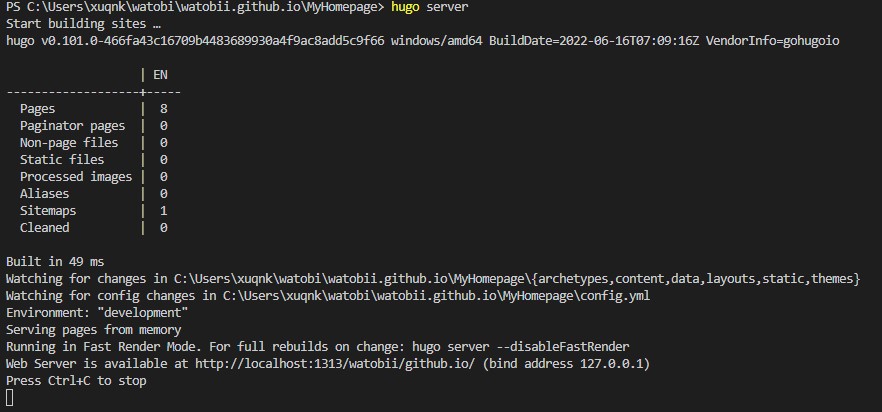 PS C:\Users\xuqnk\watobi\watobii.github.io\MyHomepage> hugo server
Start building sites …
hugo v0.101.0-466fa43c16709b4483689930a4f9ac8add5c9f66 windows/amd64 BuildDate=2022-06-16T07:09:16Z VendorInfo=gohugoio
| EN
-------------------+-----
Pages | 8
Paginator pages | 0
Non-page files | 0
Static files | 0
Processed images | 0
Aliases | 0
Sitemaps | 1
Cleaned | 0
Built in 49 ms
Watching for changes in C:\Users\xuqnk\watobi\watobii.github.io\MyHomepage\{archetypes,content,data,layouts,static,themes}
Watching for config changes in C:\Users\xuqnk\watobi\watobii.github.io\MyHomepage\config.yml
Environment: "development"
Serving pages from memory
Running in Fast Render Mode. For full rebuilds on change: hugo server --disableFastRender
Web Server is available at http://localhost:1313/watobii/github.io/ (bind address 127.0.0.1)
Press Ctrl+C to stop